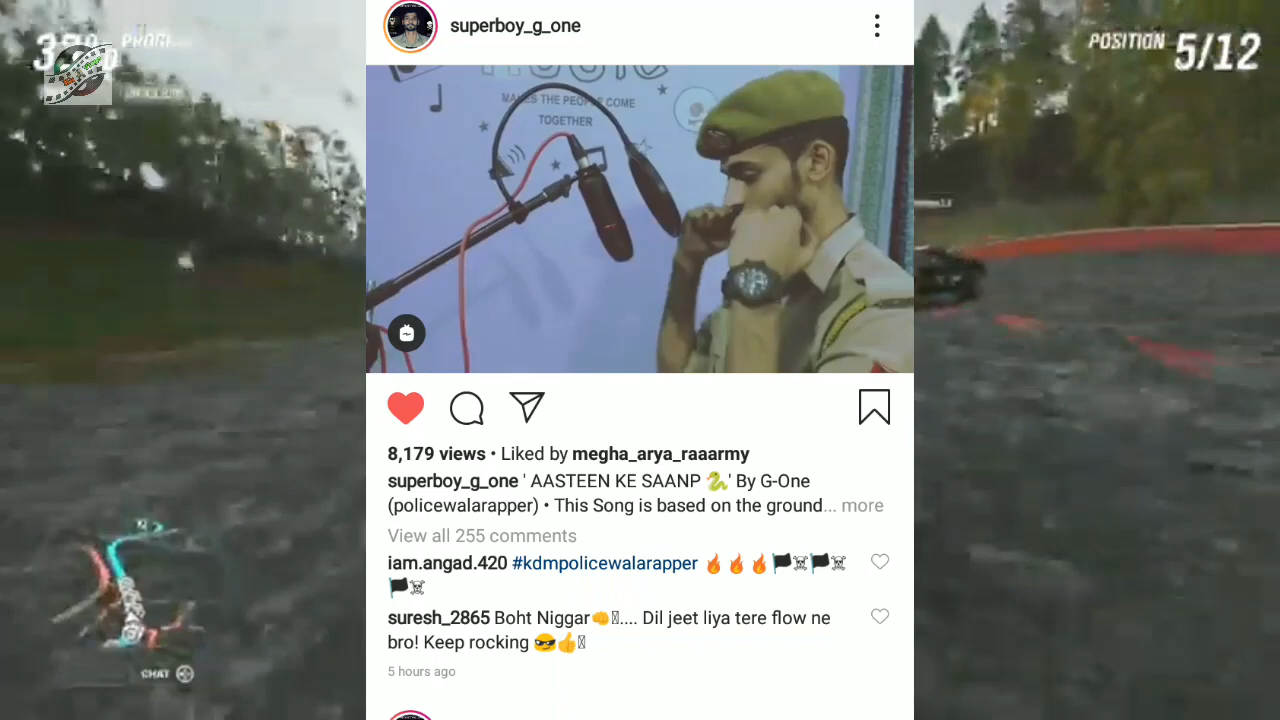 superboy_g_one
MAKES THE PEOPLE COME
TOGETHER
POSITION 5/12
8,179 views • Liked by megha_arya_raaarmy
superboy_g_one ' AASTEEN KE SAANP 🐍' By G-One
(policewalarapper) • This Song is based on the ground... more
View all 255 comments
iam.angad.420 #kdmpolicewalarapper 🔥🔥🔥🏴☠🏴☠
🏴☠
suresh_2865 Boht Niggar👊.... Dil jeet liya tere flow ne
bro! Keep rocking 😎👍
5 hours ago
CHAT